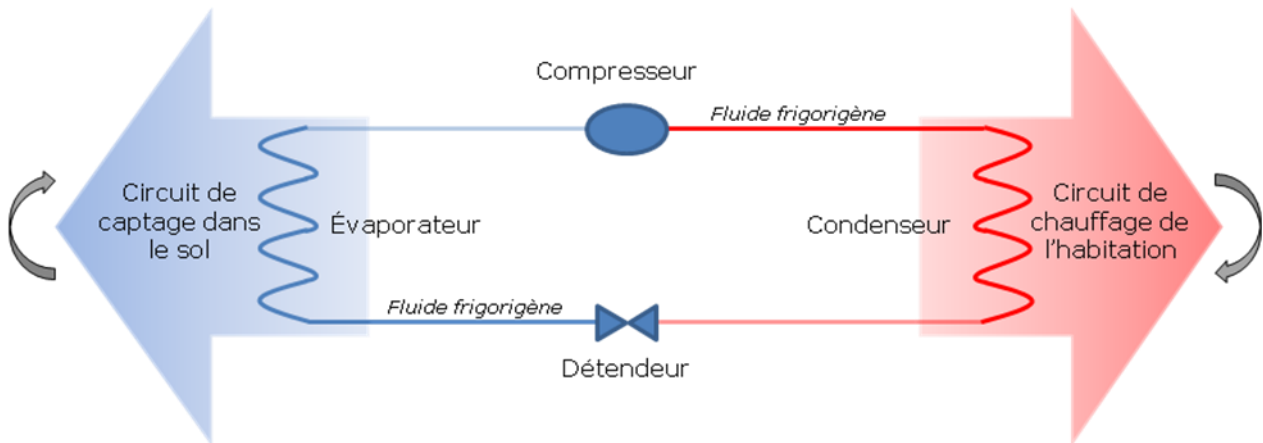 Compresseur
Fluide frigorigène
Circuit de
captage dans
le sol
Évaporateur
Condenseur
Circuit de
chauffage de
l'habitation
Fluide frigorigène
Détendeur